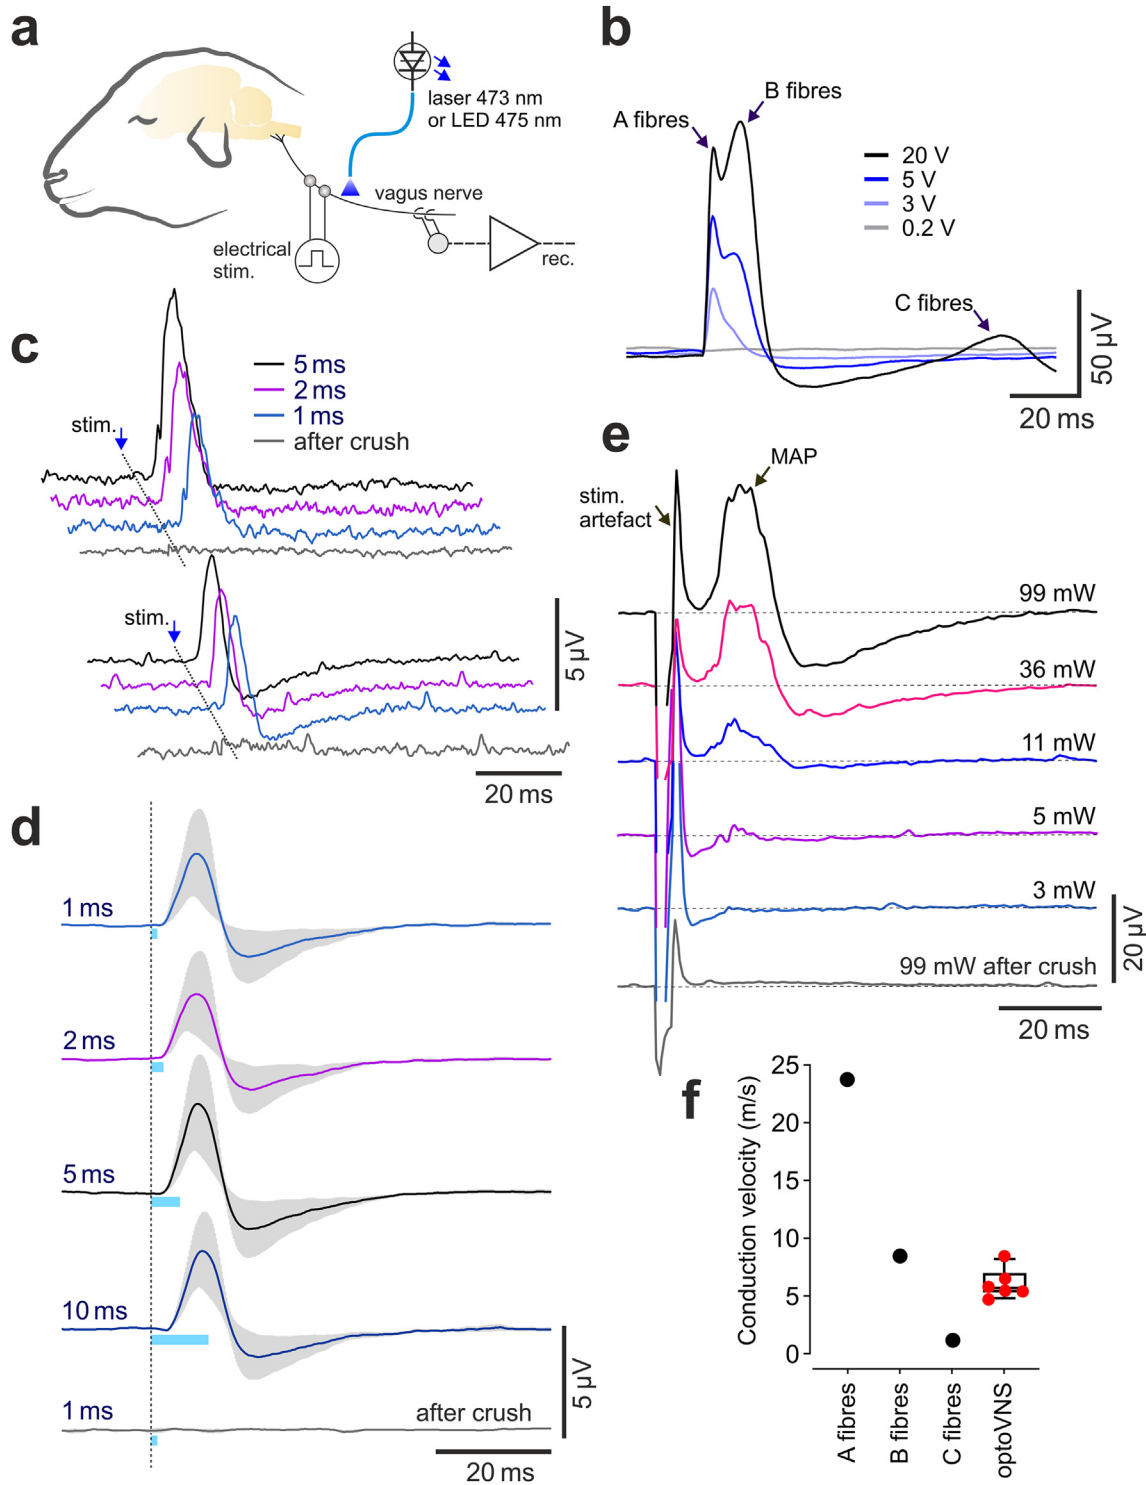 a
laser 473 nm
or LED 475 nm
vagus nerve
electrical
stim.
rec.
b
A fibres
B fibres
20 V
5 V
3 V
0.2 V
C fibres
50 µV
20 ms
c
5 ms
2 ms
1 ms
after crush
stim.
stim.
5 µV
20 ms
d
1 ms
2 ms
5 ms
10 ms
1 ms
after crush
5 µV
20 ms
e
stim.
artefact
MAP
99 mW
36 mW
11 mW
5 mW
3 mW
99 mW after crush
20 µV
20 ms
f
Conduction velocity (m/s)
25
20
15
10
5
0
A fibres
B fibres
C fibres
optoVNS